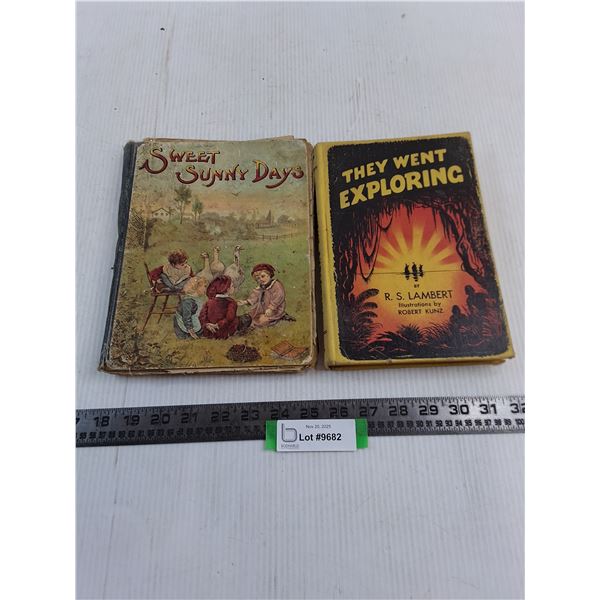 SWEET
SUNNY DAYS
THEY WENT
EXPLORING
BY
R. S. LAMBERT
Illustrations by
ROBERT KUNZ
18 19 20 21 22 23 24 25 26 27 28 29 30 31 32
Nov 20, 2025
Lot #9682